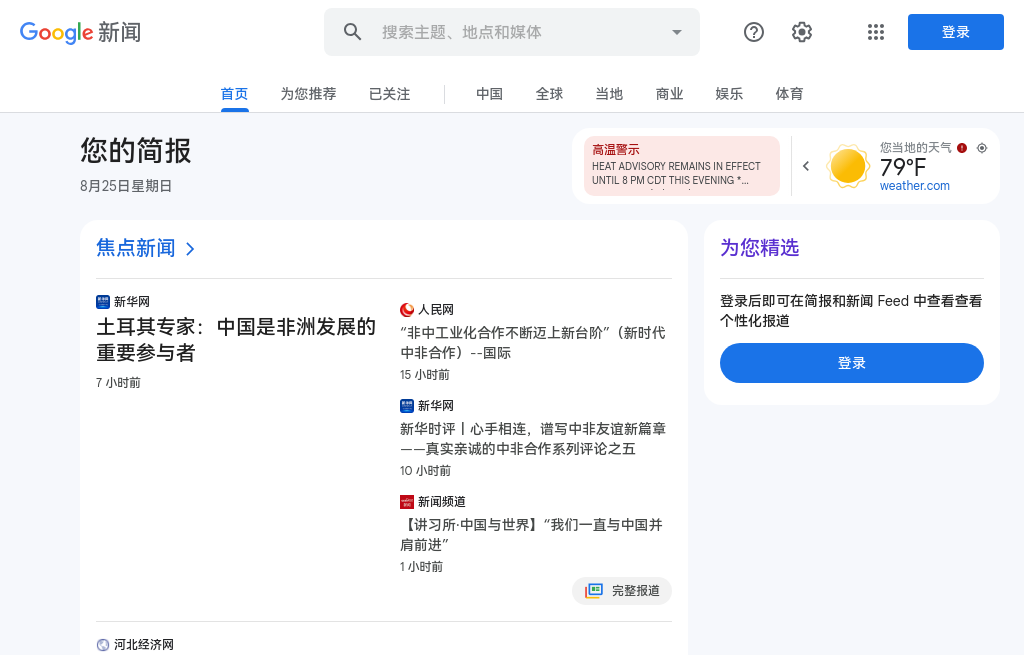 Google 新闻
搜索主题、地点和媒体
登录
首页
为您推荐
已关注
中国
全球
当地
商业
娱乐
体育
您的简报
8月25日星期日
高温警示
HEAT ADVISORY REMAINS IN EFFECT
UNTIL 8 PM CDT THIS EVENING *…
您当地的天气
79°F
weather.com
焦点新闻
新华网
土耳其专家：中国是非洲发展的
重要参与者
7 小时前
人民网
“非中工业化合作不断迈上新台阶”（新时代
中非合作）--国际
15 小时前
新华网
新华时评丨心手相连，谱写中非友谊新篇章
——真实亲诚的中非合作系列评论之五
10 小时前
新闻频道
【讲习所·中国与世界】“我们一直与中国并
肩前进”
1 小时前
完整报道
河北经济网
为您精选
登录后即可在简报和新闻 Feed 中查看查看
个性化报道
登录